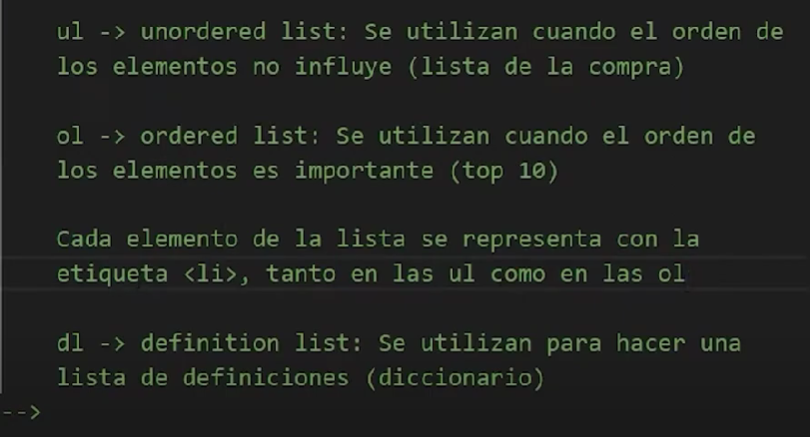 ul -> unordered list: Se utilizan cuando el orden de
los elementos no influye (lista de la compra)
ol -> ordered list: Se utilizan cuando el orden de
los elementos es importante (top 10)
Cada elemento de la lista se representa con la
etiqueta <li>, tanto en las ul como en las ol
dl -> definition list: Se utilizan para hacer una
lista de definiciones (diccionario)
-->